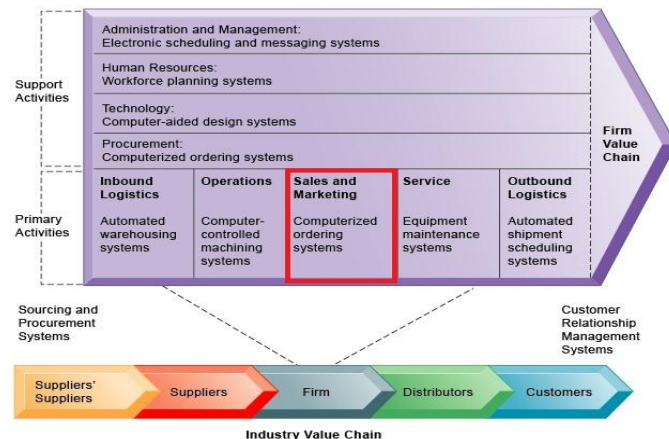 Administration and Management:
Electronic scheduling and messaging systems
Human Resources:
Workforce planning systems
Support
Activities
Technology:
Computer-aided design systems
Procurement:
Computerized ordering systems
Firm
Value
Chain
Primary
Activities
Inbound
Logistics
Automated
warehousing
systems
Operations
Computer-
controlled
machining
systems
Sales and
Marketing
Computerized
ordering
systems
Service
Equipment
maintenance
systems
Outbound
Logistics
Automated
shipment
scheduling
systems
Sourcing and
Procurement
Systems
Customer
Relationship
Management
Systems
Suppliers'
Suppliers
Suppliers
Firm
Distributors
Customers
Industry Value Chain